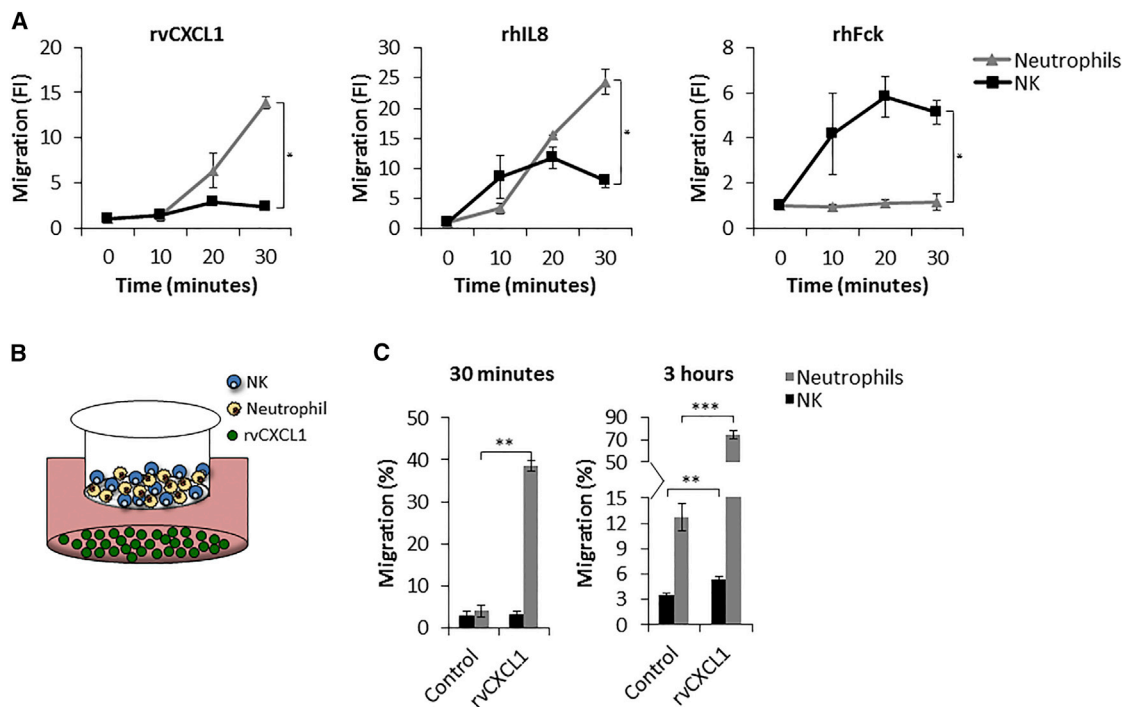 A
rvCXCL1
Migration (FI)
20
15
10
5
0
0 10 20 30
Time (minutes)
*
rhIL8
Migration (FI)
30
25
20
15
10
5
0
0 10 20 30
Time (minutes)
*
rhFck
Migration (FI)
8
6
4
2
0
0 10 20 30
Time (minutes)
*
Neutrophils
NK
B
NK
Neutrophil
rvCXCL1
C
30 minutes
Migration (%)
50
40
30
20
10
0
**
Control
rvCXCL1
3 hours
Migration (%)
90
70
50
15
12
9
6
3
0
***
**
Control
rvCXCL1
Neutrophils
NK